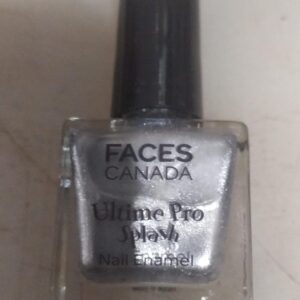 FACES
CANADA
Ultime Pro
Splash
Nail Enamel